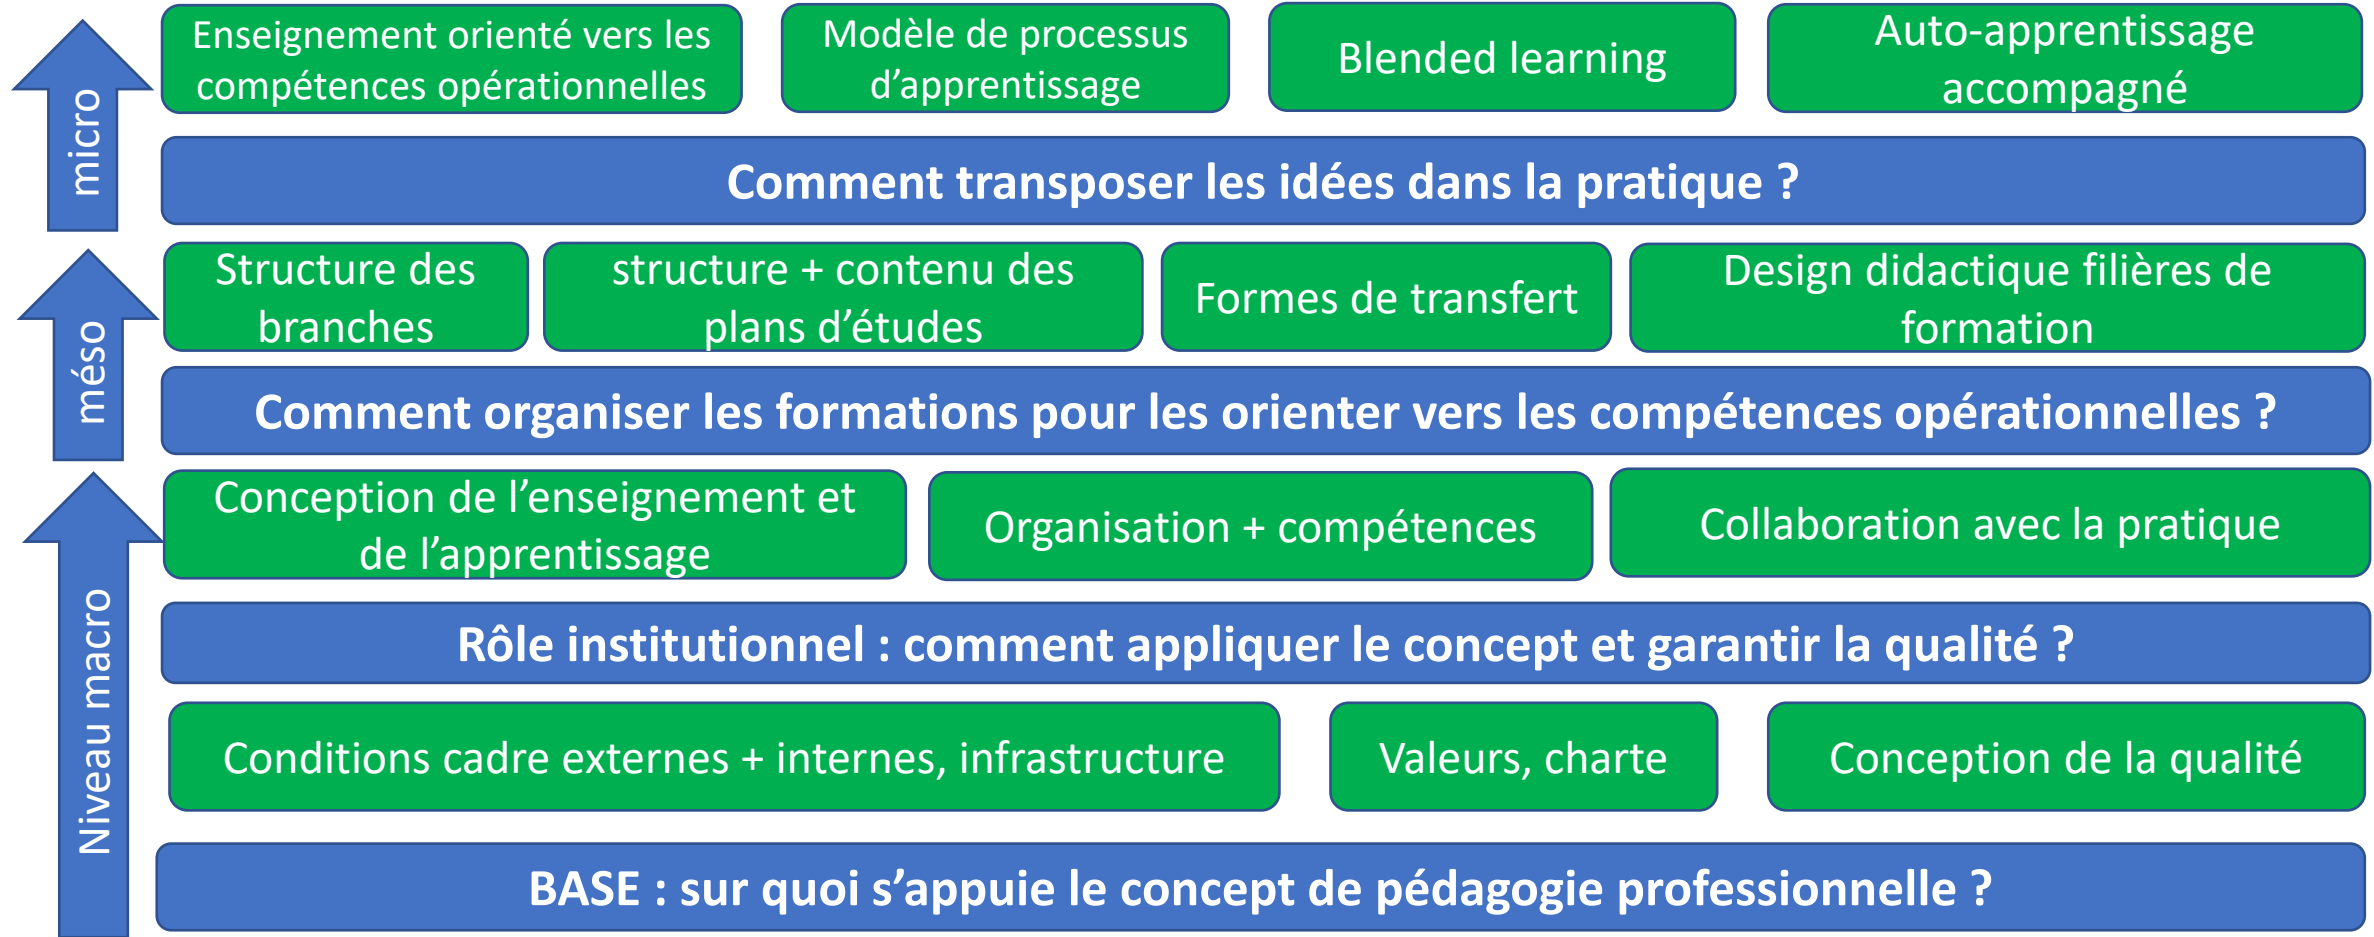 micro
Enseignement orienté vers les
compétences opérationnelles
Modèle de processus
d’apprentissage
Blended learning
Auto-apprentissage
accompagné
Comment transposer les idées dans la pratique ?
méso
Structure des
branches
structure + contenu des
plans d’études
Formes de transfert
Design didactique filières de
formation
Comment organiser les formations pour les orienter vers les compétences opérationnelles ?
Niveau macro
Conception de l’enseignement et
de l’apprentissage
Organisation + compétences
Collaboration avec la pratique
Rôle institutionnel : comment appliquer le concept et garantir la qualité ?
Conditions cadre externes + internes, infrastructure
Valeurs, charte
Conception de la qualité
BASE : sur quoi s’appuie le concept de pédagogie professionnelle ?